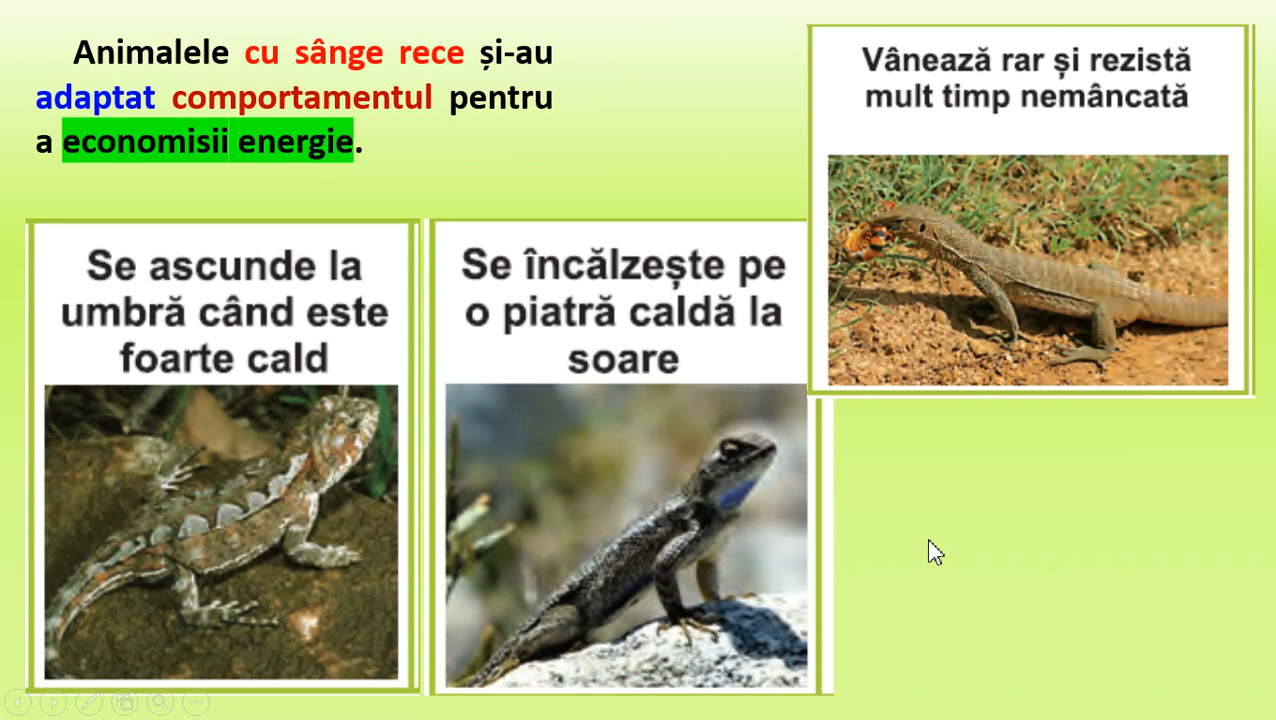 Animalele cu sânge rece și-au
adaptat comportamentul pentru
a economisii energie.
Vânează rar și rezistă
mult timp nemâncată
Se ascunde la
umbră când este
foarte cald
Se încălzește pe
o piatră caldă la
soare